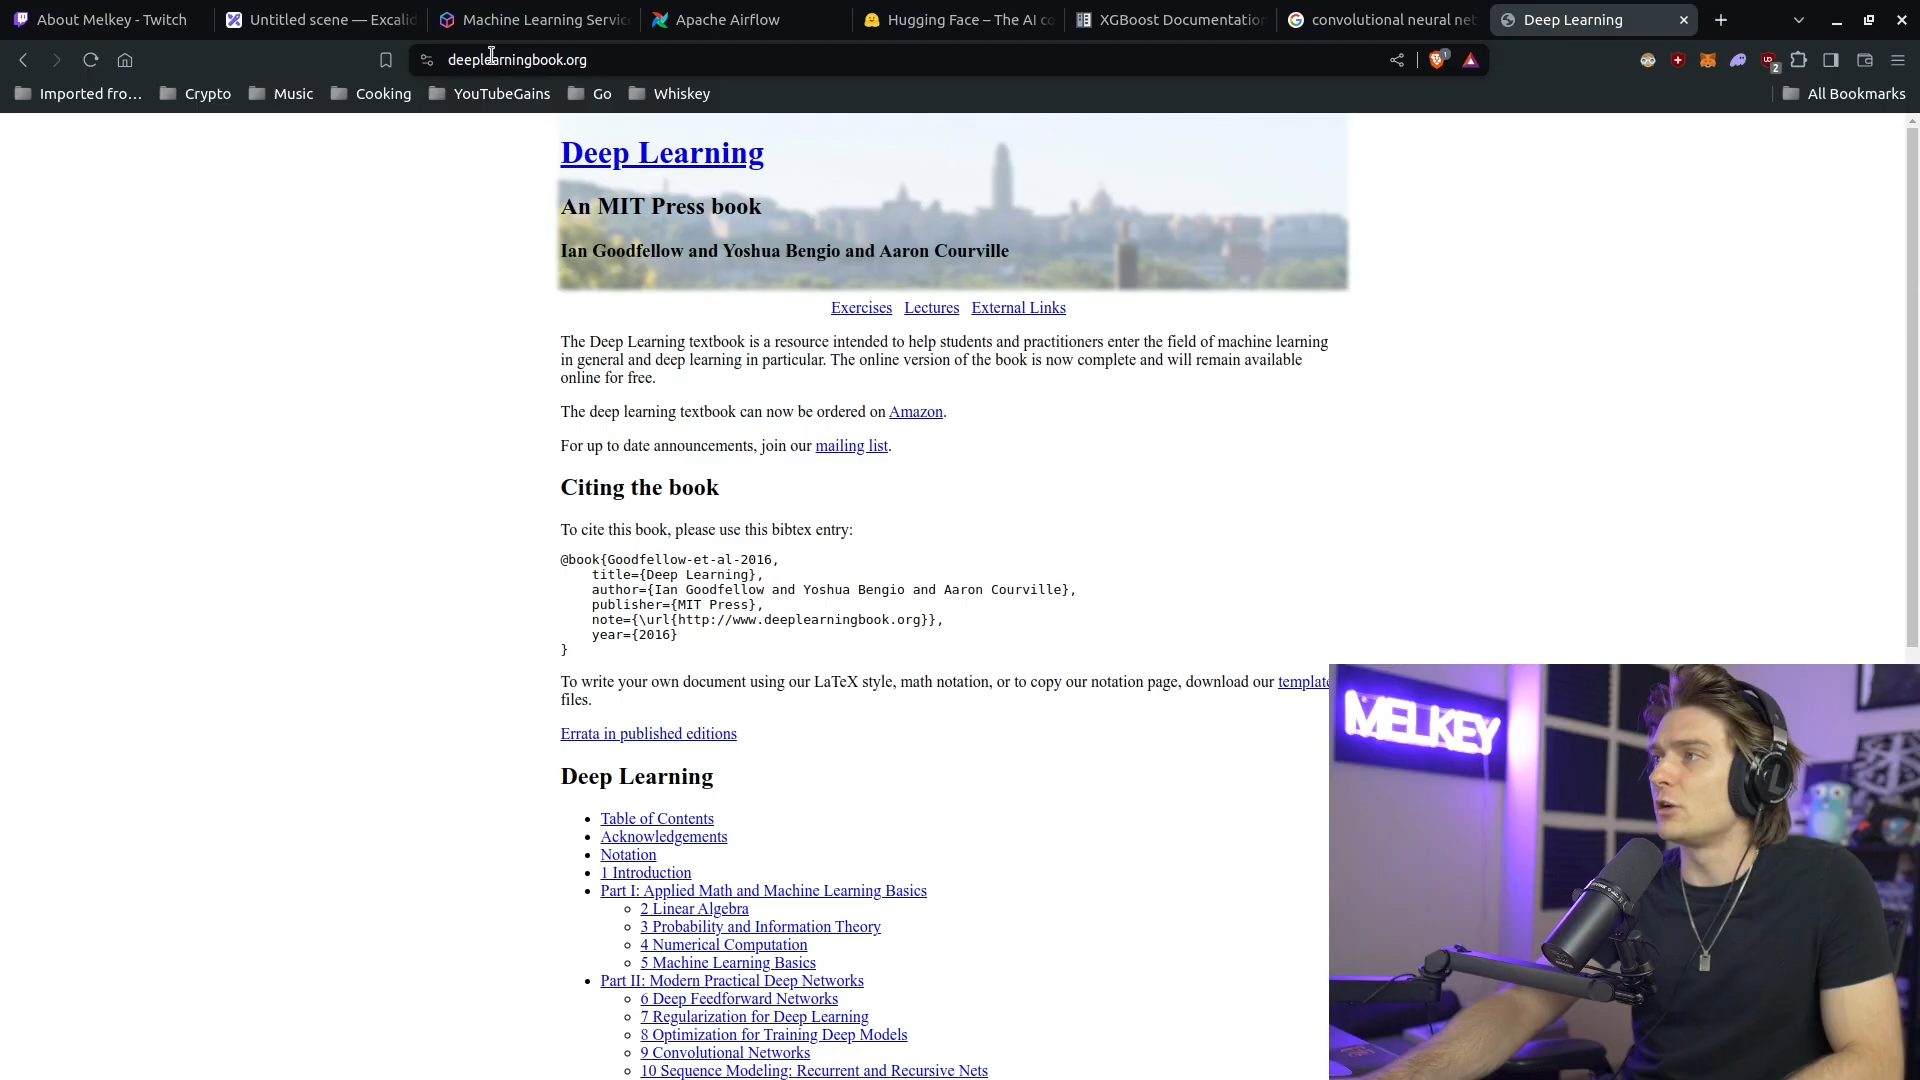 About Melkey - Twitch
Untitled scene — Excalid
Machine Learning Servic
Apache Airflow
Hugging Face – The AI co
XGBoost Documentation
convolutional neural net
Deep Learning
deeplearningbook.org
1
2
Imported fro...
Crypto
Music
Cooking
YouTubeGains
Go
Whiskey
All Bookmarks
Deep Learning
An MIT Press book
Ian Goodfellow and Yoshua Bengio and Aaron Courville
Exercises Lectures External Links
The Deep Learning textbook is a resource intended to help students and practitioners enter the field of machine learning
in general and deep learning in particular. The online version of the book is now complete and will remain available
online for free.
The deep learning textbook can now be ordered on Amazon.
For up to date announcements, join our mailing list.
Citing the book
To cite this book, please use this bibtex entry:
@book{Goodfellow-et-al-2016,
title={Deep Learning},
author={Ian Goodfellow and Yoshua Bengio and Aaron Courville},
publisher={MIT Press},
note={\url{http://www.deeplearningbook.org}},
year={2016}
}
To write your own document using our LaTeX style, math notation, or to copy our notation page, download our template
files.
Errata in published editions
Deep Learning
• Table of Contents
• Acknowledgements
• Notation
• 1 Introduction
• Part I: Applied Math and Machine Learning Basics
◦ 2 Linear Algebra
◦ 3 Probability and Information Theory
◦ 4 Numerical Computation
◦ 5 Machine Learning Basics
• Part II: Modern Practical Deep Networks
◦ 6 Deep Feedforward Networks
◦ 7 Regularization for Deep Learning
◦ 8 Optimization for Training Deep Models
◦ 9 Convolutional Networks
◦ 10 Sequence Modeling: Recurrent and Recursive Nets
MELKEY